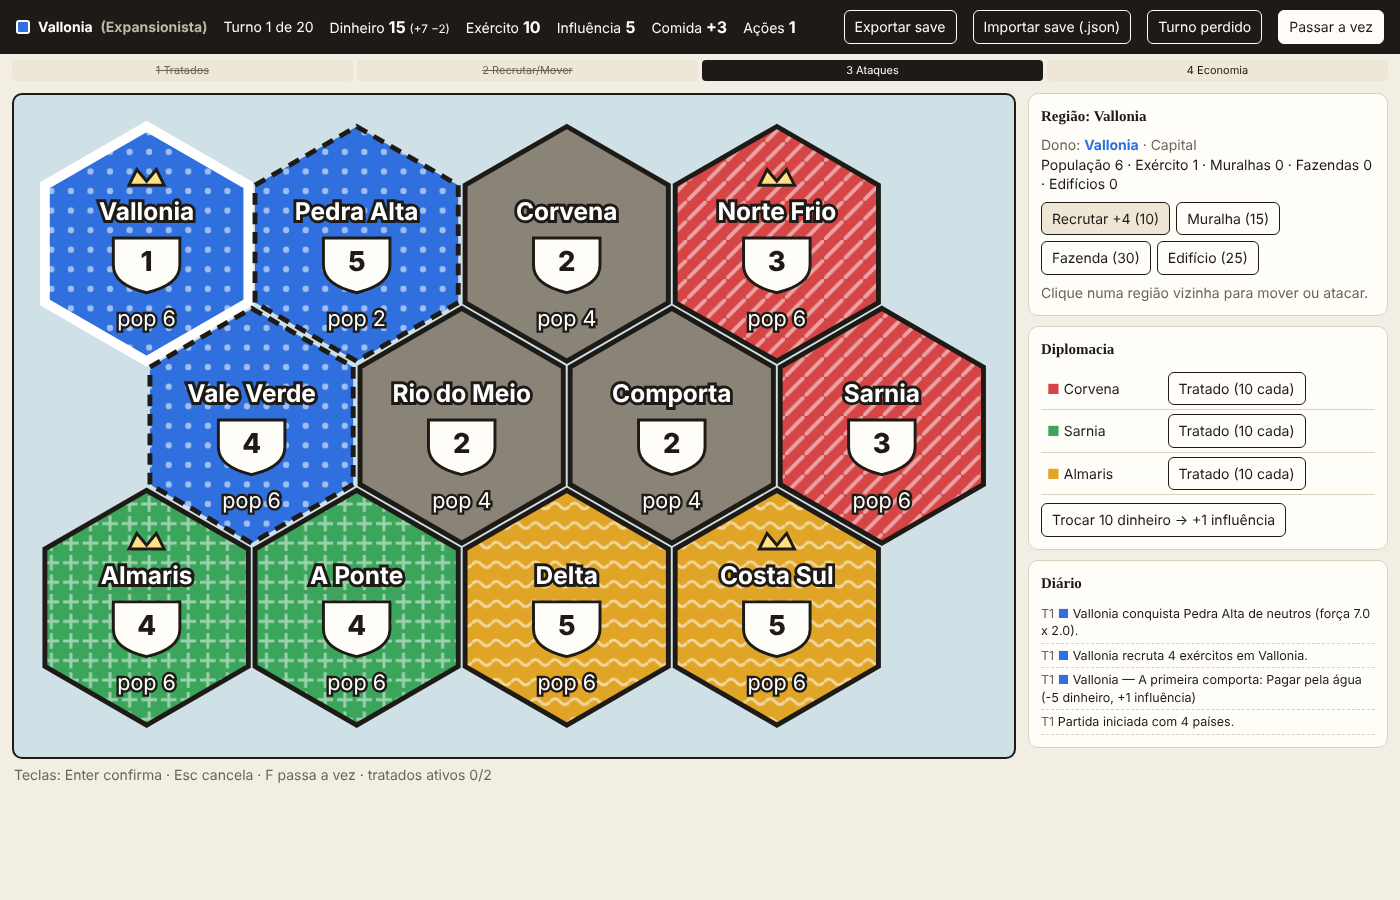 Vallonia (Expansionista) Turno 1 de 20 Dinheiro 15 (+7 −2) Exército 10 Influência 5 Comida +3 Ações 1 Exportar save Importar save (.json) Turno perdido Passar a vez
1 Tratados 2 Recrutar/Mover 3 Ataques 4 Economia
Vallonia
1
pop 6
Pedra Alta
5
pop 2
Corvena
2
pop 4
Norte Frio
3
pop 6
Vale Verde
4
pop 6
Rio do Meio
2
pop 4
Comporta
2
pop 4
Sarnia
3
pop 6
Almaris
4
pop 6
A Ponte
4
pop 6
Delta
5
pop 6
Costa Sul
5
pop 6
Teclas: Enter confirma · Esc cancela · F passa a vez · tratados ativos 0/2
Região: Vallonia
Dono: Vallonia · Capital
População 6 · Exército 1 · Muralhas 0 · Fazendas 0
· Edifícios 0
Recrutar +4 (10) Muralha (15)
Fazenda (30) Edifício (25)
Clique numa região vizinha para mover ou atacar.
Diplomacia
Corvena Tratado (10 cada)
Sarnia Tratado (10 cada)
Almaris Tratado (10 cada)
Trocar 10 dinheiro → +1 influência
Diário
T1 Vallonia conquista Pedra Alta de neutros (força 7.0
x 2.0).
T1 Vallonia recruta 4 exércitos em Vallonia.
T1 Vallonia — A primeira comporta: Pagar pela água
(-5 dinheiro, +1 influência)
T1 Partida iniciada com 4 países.